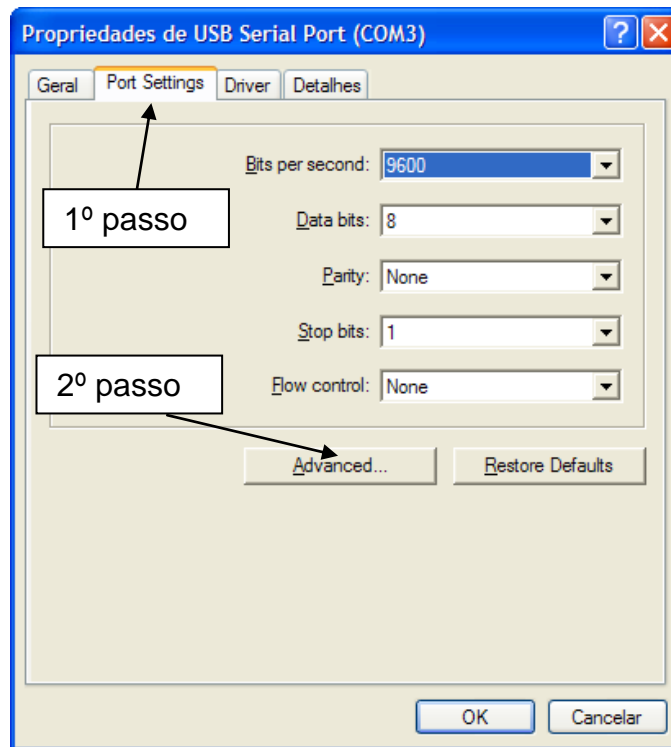 Propriedades de USB Serial Port (COM3)
Geral Port Settings Driver Detalhes
Bits per second: 9600
1º passo
Data bits: 8
Parity: None
Stop bits: 1
2º passo
Flow control: None
Advanced... Restore Defaults
OK Cancelar